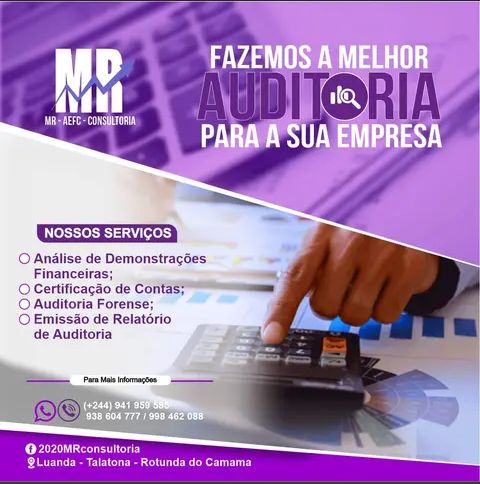 MR
MR - AEFC - CONSULTORIA
FAZEMOS A MELHOR
AUDITORIA
PARA A SUA EMPRESA
NOSSOS SERVIÇOS
Análise de Demonstrações
Financeiras;
Certificação de Contas;
Auditoria Forense;
Emissão de Relatório
de Auditoria
Para Mais Informações
(+244) 941 959 585
938 604 777 / 998 462 088
2020MRconsultoria
Luanda - Talatona - Rotunda do Camama